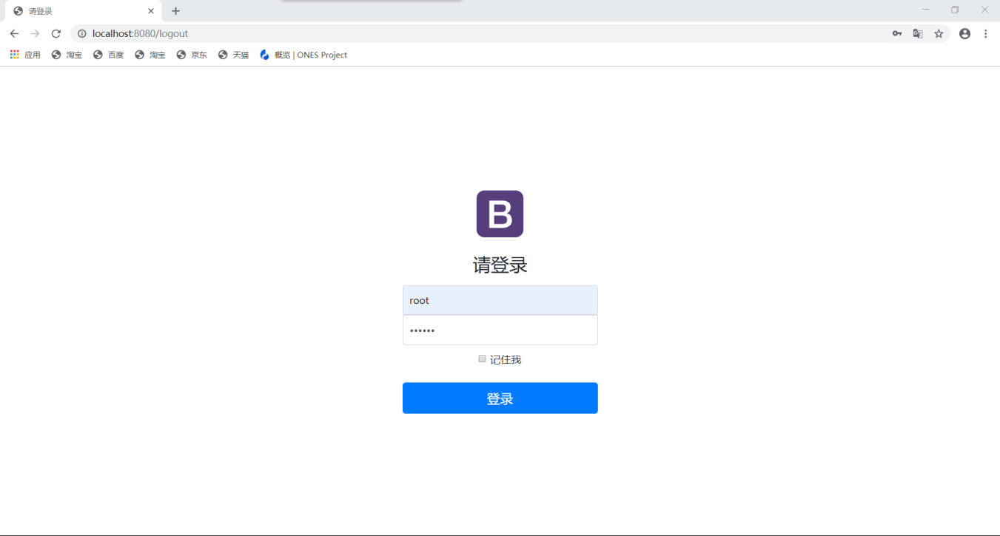 请登录
localhost:8080/logout
应用 淘宝 百度 淘宝 京东 天猫 概览 | ONES Project
B
请登录
root
••••••
记住我
登录